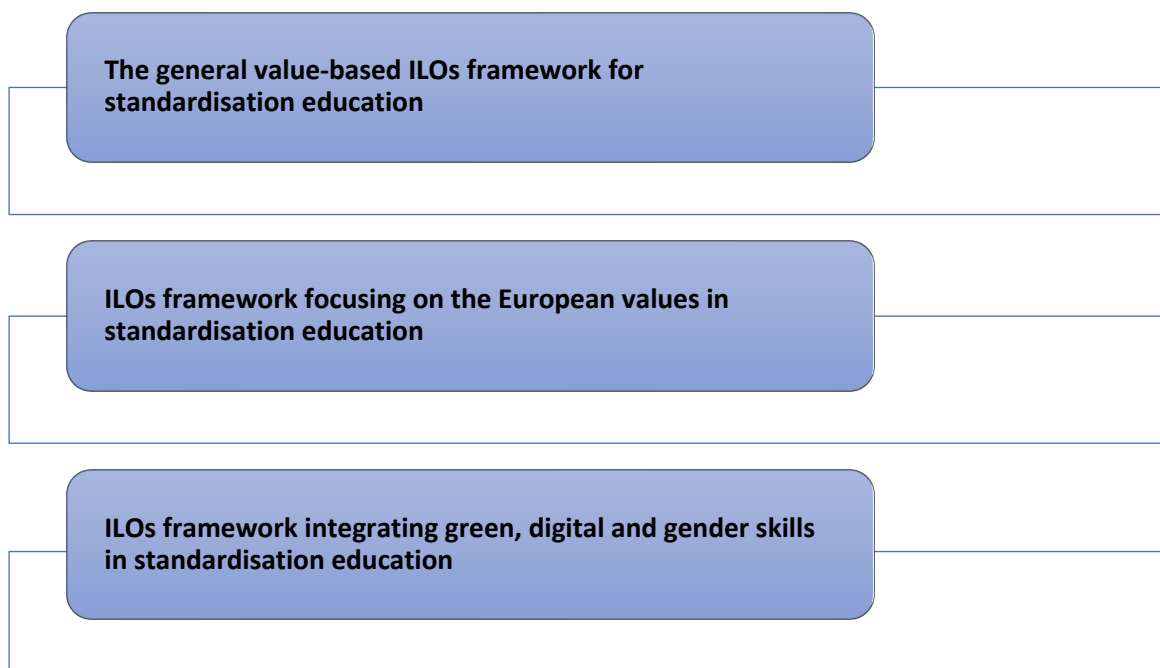 The general value-based ILOs framework for
standardisation education
ILOs framework focusing on the European values in
standardisation education
ILOs framework integrating green, digital and gender skills
in standardisation education